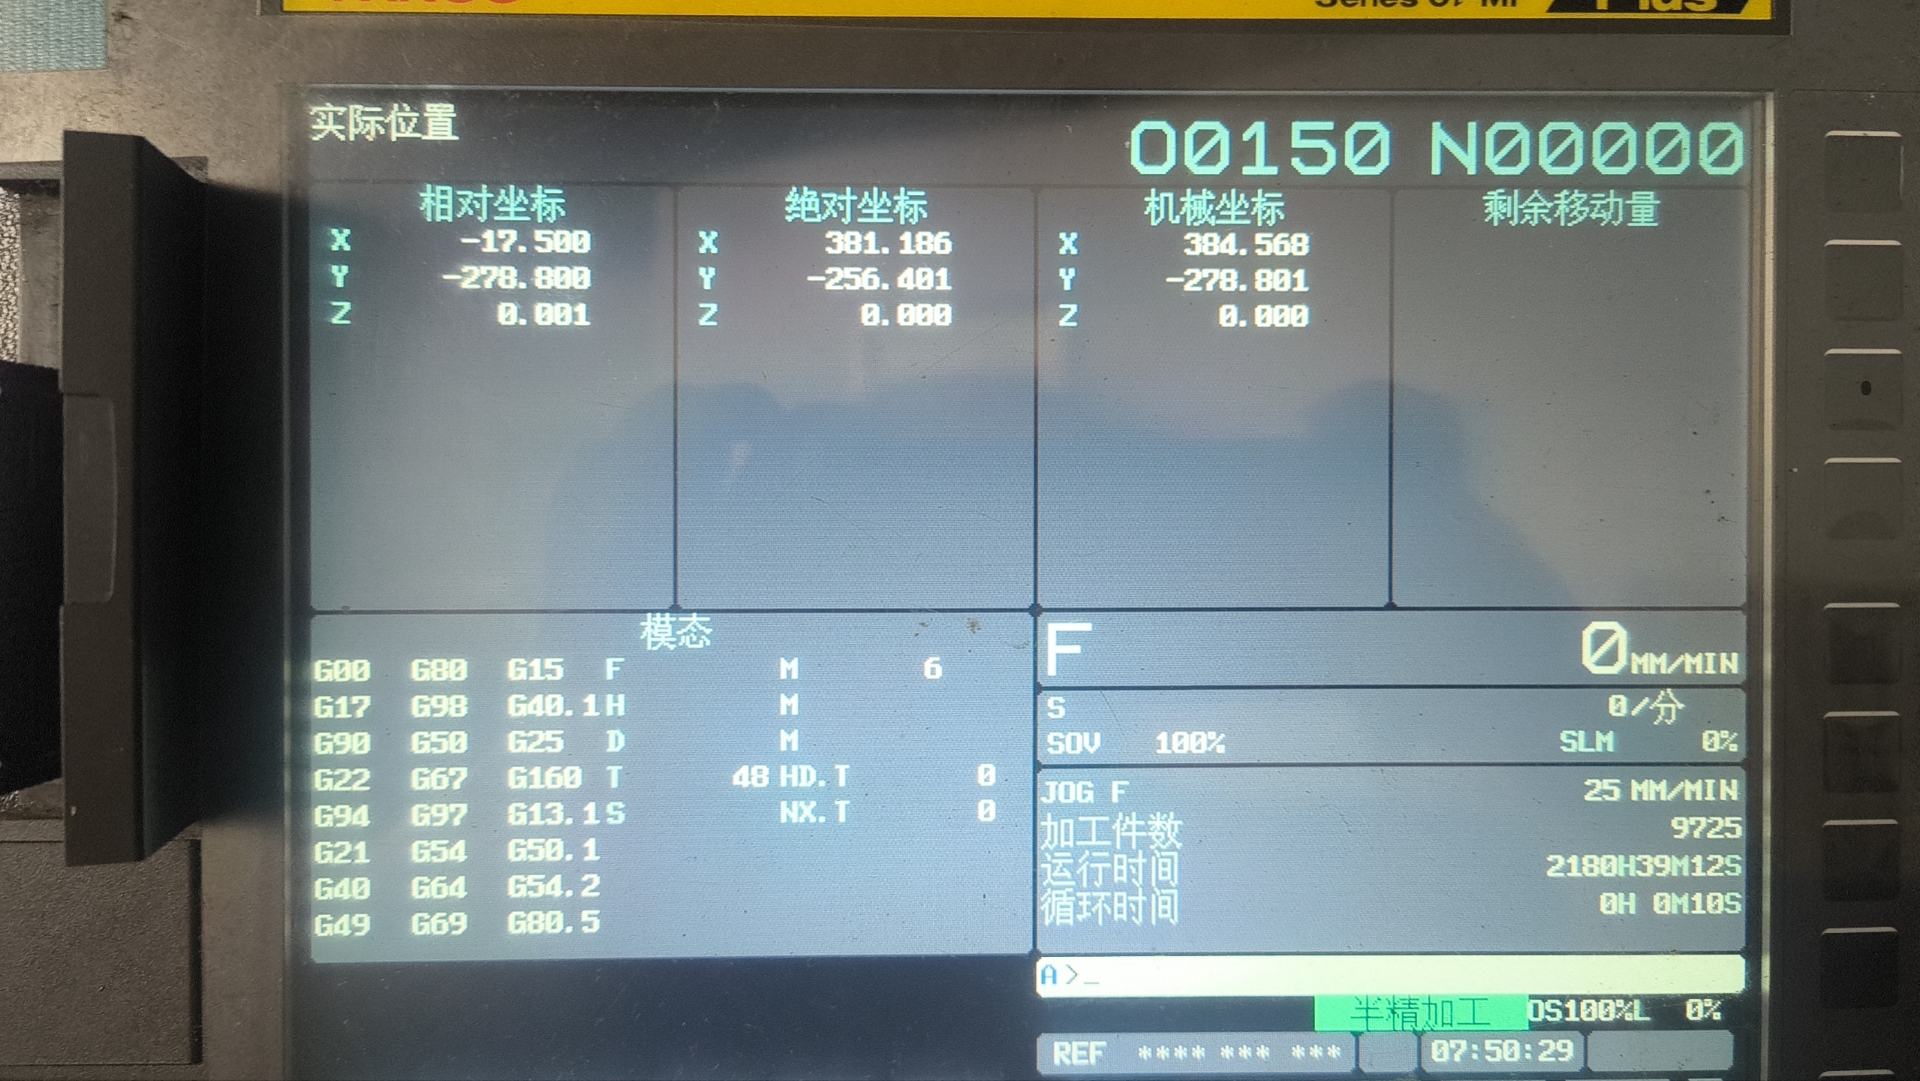 实际位置
O0150 N00000
相对坐标 绝对坐标 机械坐标 剩余移动量
X -17.500 X 381.186 X 384.568
Y -278.800 Y -256.401 Y -278.801
Z 0.001 Z 0.000 Z 0.000
模态
G00 G80 G15 F M 6
G17 G98 G40.1 H M
G90 G50 G25 D M
G22 G67 G160 T 48 HD.T 0
G94 G97 G13.1 S NX.T 0
G21 G54 G50.1
G40 G64 G54.2
G49 G69 G80.5
F 0 MM/MIN
S 0/分
SOV 100% SLM 0%
JOG F 25 MM/MIN
加工件数 9725
运行时间 2180H39M12S
循环时间 0H 0M10S
A>_
半精加工 OS100%L 0%
REF **** *** *** 07:50:29